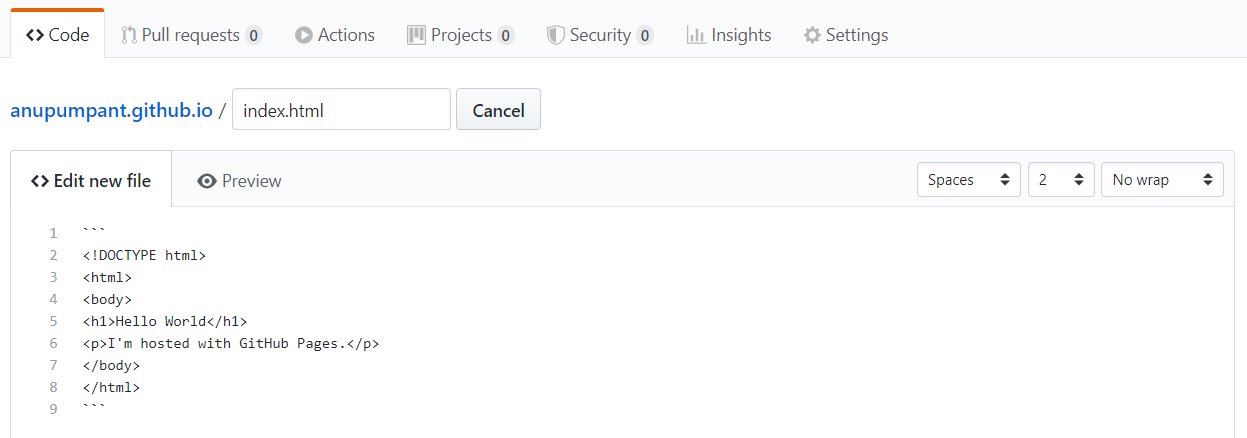 Code Pull requests 0 Actions Projects 0 Security 0 Insights Settings
anupumpant.github.io / index.html Cancel
Edit new file Preview Spaces 2 No wrap
1 ```
2 <!DOCTYPE html>
3 <html>
4 <body>
5 <h1>Hello World</h1>
6 <p>I'm hosted with GitHub Pages.</p>
7 </body>
8 </html>
9 ```